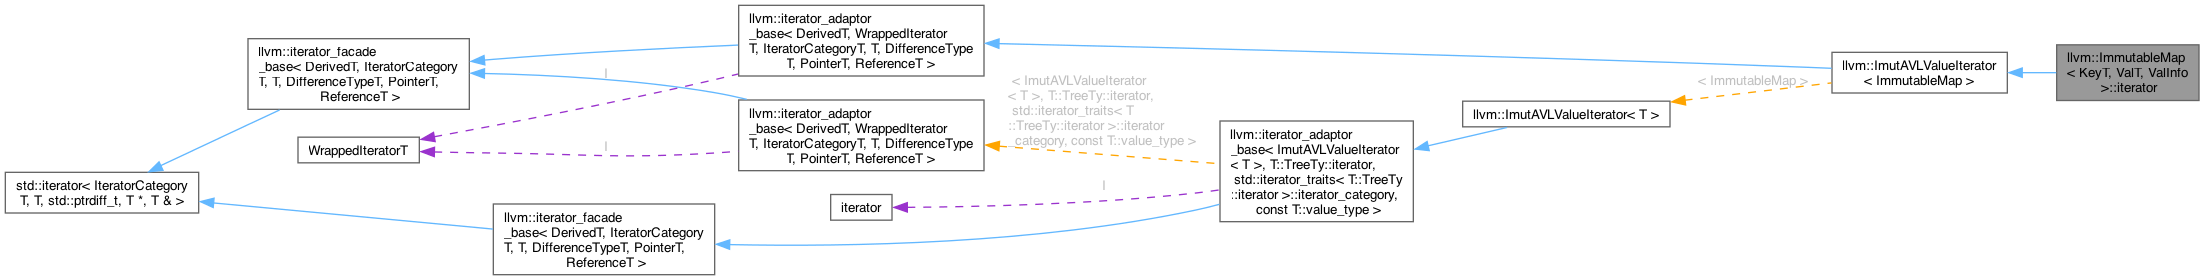 llvm::iterator_adaptor
_base< DerivedT, WrappedIterator
T, IteratorCategoryT, T, DifferenceType
T, PointerT, ReferenceT >
llvm::iterator_facade
_base< DerivedT, IteratorCategory
T, T, DifferenceTypeT, PointerT,
ReferenceT >
llvm::ImmutableMap
< KeyT, ValT, ValInfo
>::iterator
llvm::ImutAVLValueIterator
< ImmutableMap >
I
< ImutAVLValueIterator
< T >, T::TreeTy::iterator,
std::iterator_traits< T
::TreeTy::iterator >::iterator
_category, const T::value_type >
< ImmutableMap >
llvm::iterator_adaptor
_base< DerivedT, WrappedIterator
T, IteratorCategoryT, T, DifferenceType
T, PointerT, ReferenceT >
llvm::ImutAVLValueIterator< T >
WrappedIteratorT
I
llvm::iterator_adaptor
_base< ImutAVLValueIterator
< T >, T::TreeTy::iterator,
std::iterator_traits< T::TreeTy
::iterator >::iterator_category,
const T::value_type >
std::iterator< IteratorCategory
T, T, std::ptrdiff_t, T *, T & >
I
iterator
llvm::iterator_facade
_base< DerivedT, IteratorCategory
T, T, DifferenceTypeT, PointerT,
ReferenceT >